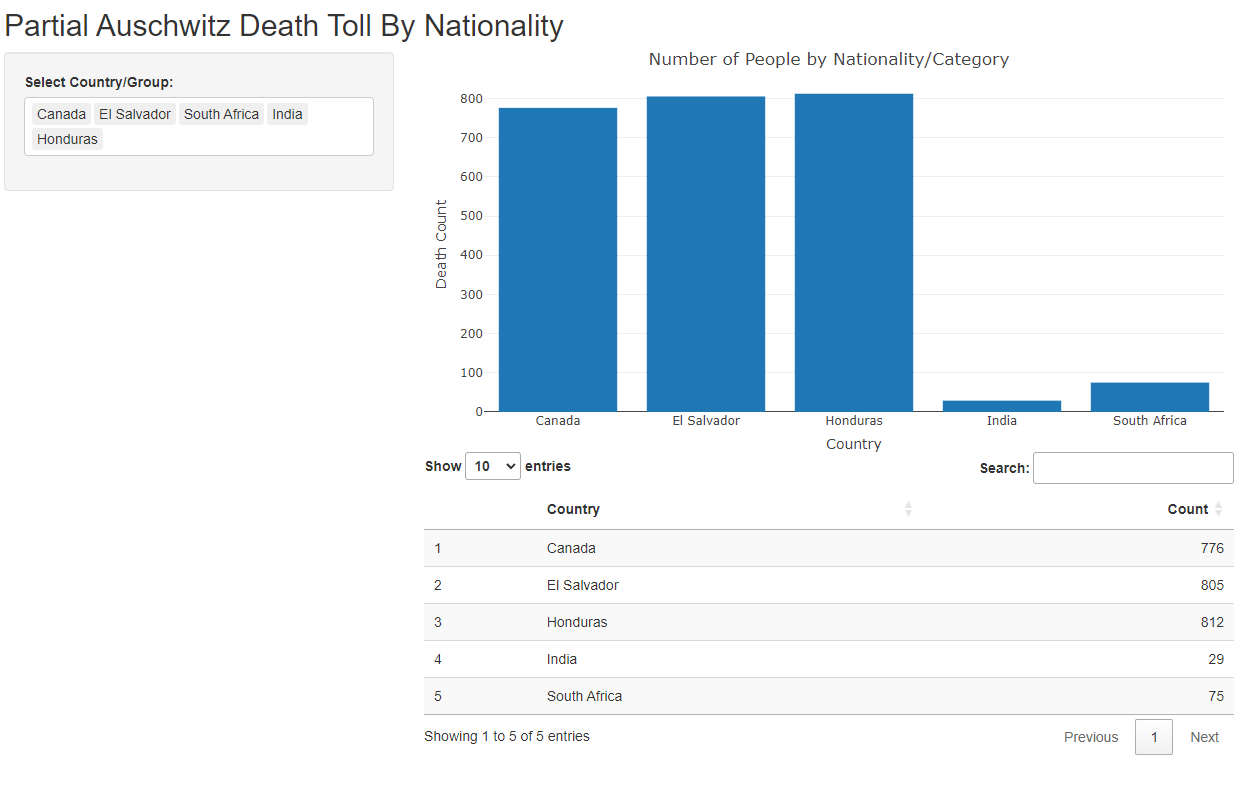 Partial Auschwitz Death Toll By Nationality
Select Country/Group:
Canada El Salvador South Africa India
Honduras
Number of People by Nationality/Category
800
700
600
500
400
300
200
100
0
Death Count
Canada El Salvador Honduras India South Africa
Country
Show 10 entries Search:
Country Count
1 Canada 776
2 El Salvador 805
3 Honduras 812
4 India 29
5 South Africa 75
Showing 1 to 5 of 5 entries Previous 1 Next